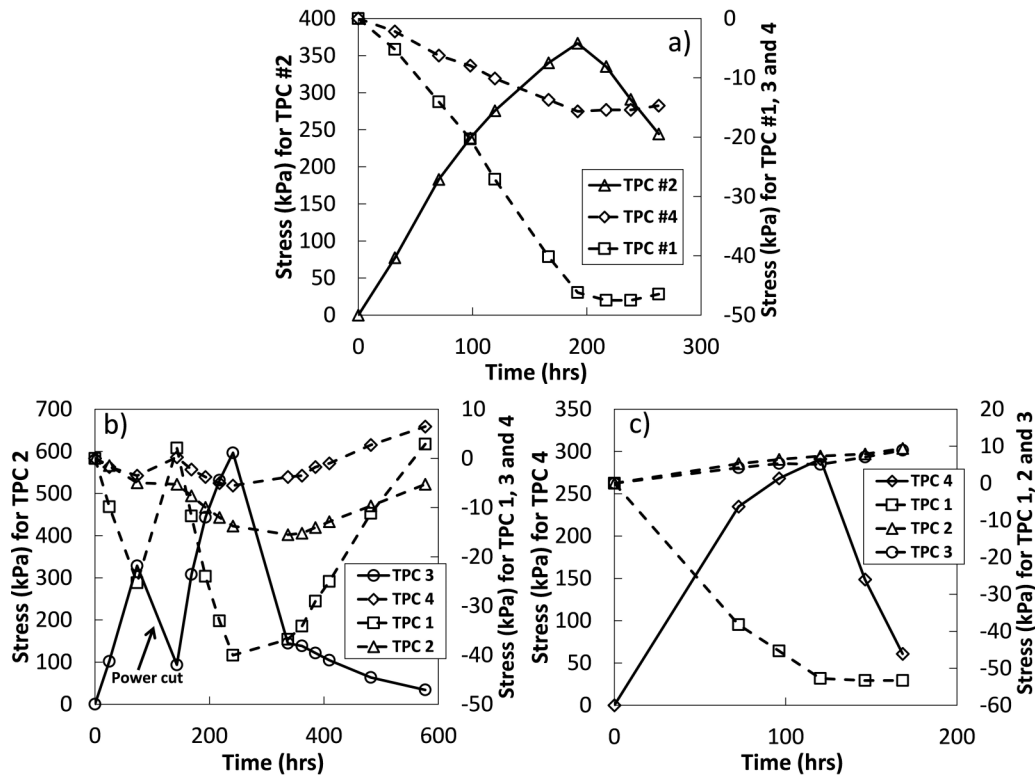 a)
Stress (kPa) for TPC #2
400
350
300
250
200
150
100
50
0
0
-10
-20
-30
-40
-50
Stress (kPa) for TPC #1, 3 and 4
TPC #2
TPC #4
TPC #1
0
100
200
300
Time (hrs)
b)
Stress (kPa) for TPC 2
700
600
500
400
300
200
100
0
10
0
-10
-20
-30
-40
-50
Stress (kPa) for TPC 1, 3 and 4
TPC 3
TPC 4
TPC 1
TPC 2
Power cut
0
200
400
600
Time (hrs)
c)
Stress (kPa) for TPC 4
350
300
250
200
150
100
50
0
20
10
0
-10
-20
-30
-40
-50
-60
Stress (kPa) for TPC 1, 2 and 3
TPC 4
TPC 1
TPC 2
TPC 3
0
100
200
Time (hrs)